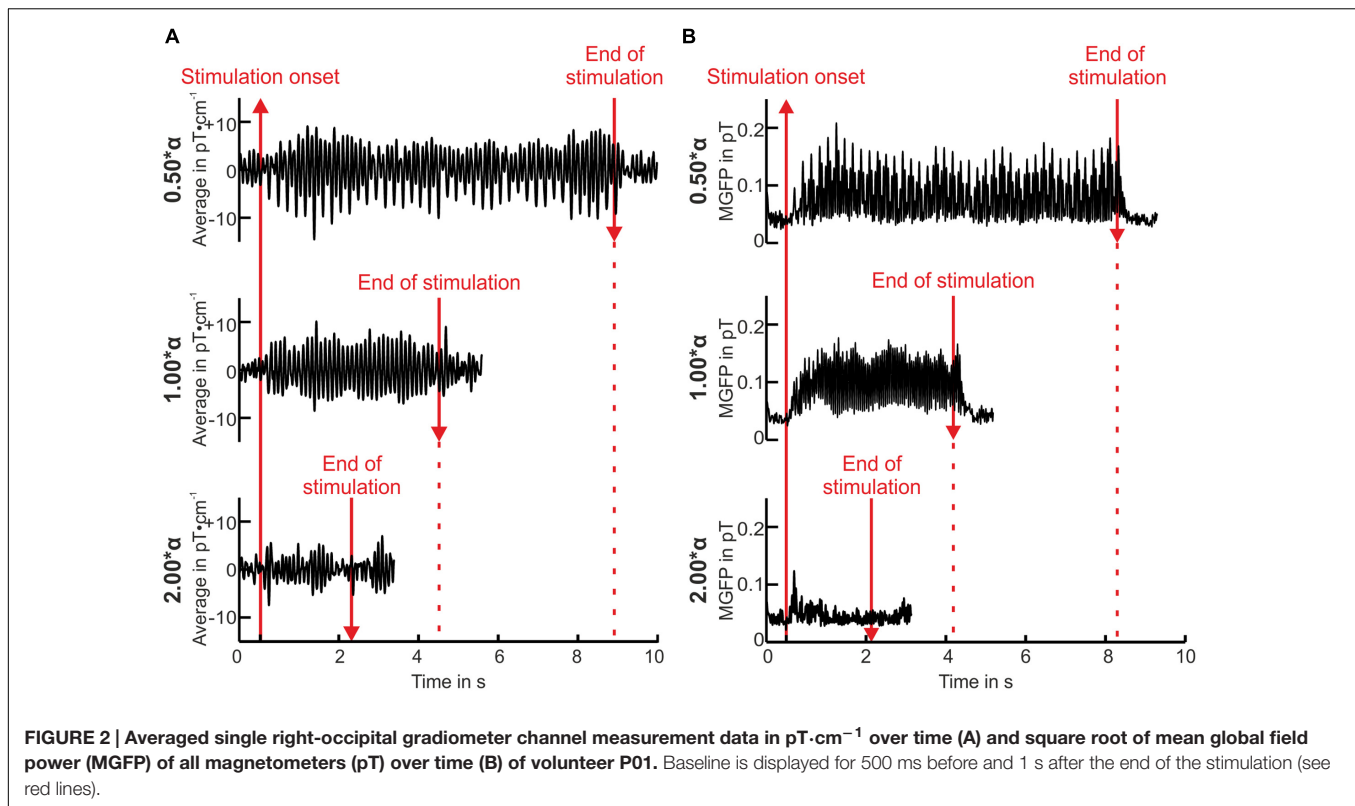 A
B
Stimulation onset
End of
stimulation
Stimulation onset
End of
stimulation
0.50*α
Average in pT•cm⁻¹
+10
0
-10
0.50*α
MGFP in pT
0.2
0.1
0
End of stimulation
End of stimulation
1.00*α
Average in pT•cm⁻¹
+10
0
-10
1.00*α
MGFP in pT
0.2
0.1
0
End of
stimulation
End of
stimulation
2.00*α
Average in pT•cm⁻¹
+10
0
-10
2.00*α
MGFP in pT
0.2
0.1
0
0 2 4 6 8 10
Time in s
0 2 4 6 8 10
Time in s
FIGURE 2 | Averaged single right-occipital gradiometer channel measurement data in pT·cm⁻¹ over time (A) and square root of mean global field
power (MGFP) of all magnetometers (pT) over time (B) of volunteer P01. Baseline is displayed for 500 ms before and 1 s after the end of the stimulation (see
red lines).